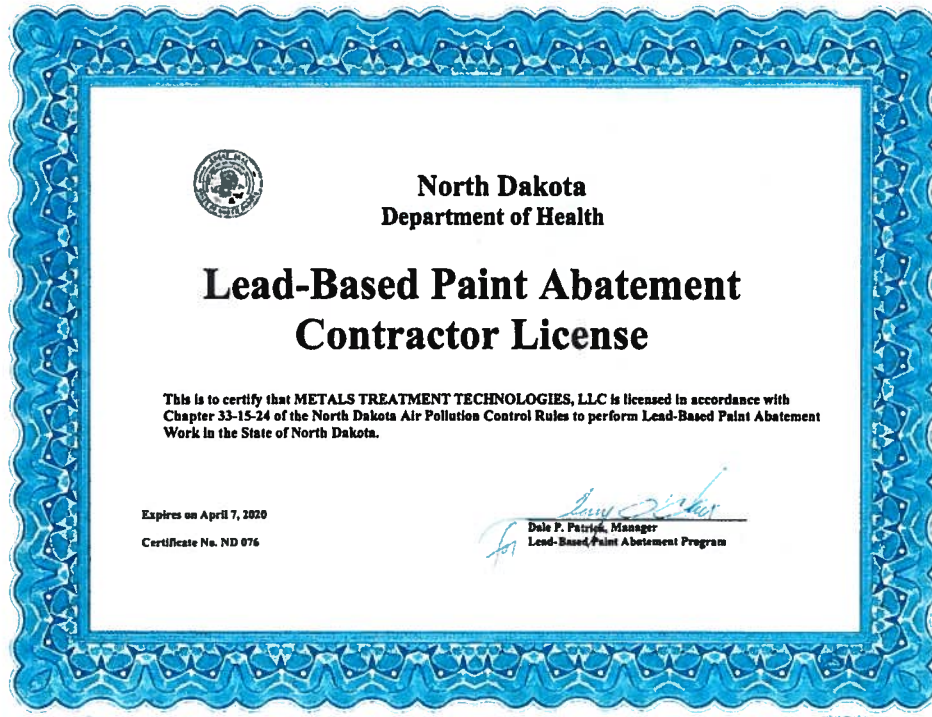 North Dakota
Department of Health
Lead-Based Paint Abatement
Contractor License
This is to certify that METALS TREATMENT TECHNOLOGIES, LLC is licensed in accordance with
Chapter 33-15-24 of the North Dakota Air Pollution Control Rules to perform Lead-Based Paint Abatement
Work in the State of North Dakota.
Expires on April 7, 2020
Certificate No. ND 076
for
Dale P. Patrick, Manager
Lead-Based Paint Abatement Program